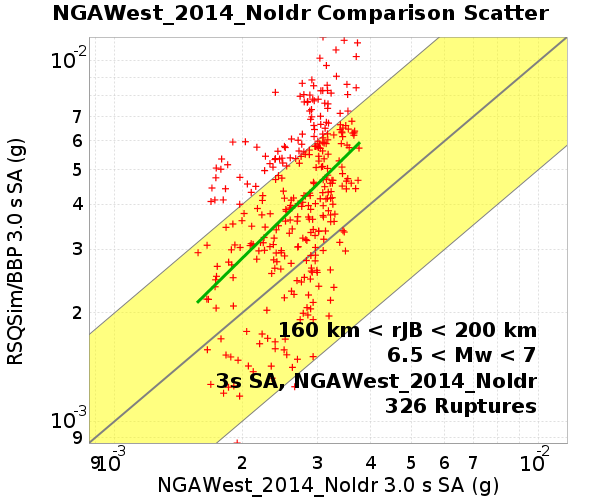 NGAWest_2014_NoIdr Comparison Scatter
RSQSim/BBP 3.0 s SA (g)
10^-2
7
6
5
4
3
2
10^-3
9
160 km < rJB < 200 km
6.5 < Mw < 7
3s SA, NGAWest_2014_NoIdr
326 Ruptures
9 10^-3 2 3 4 5 6 7 10^-2
NGAWest_2014_NoIdr 3.0 s SA (g)